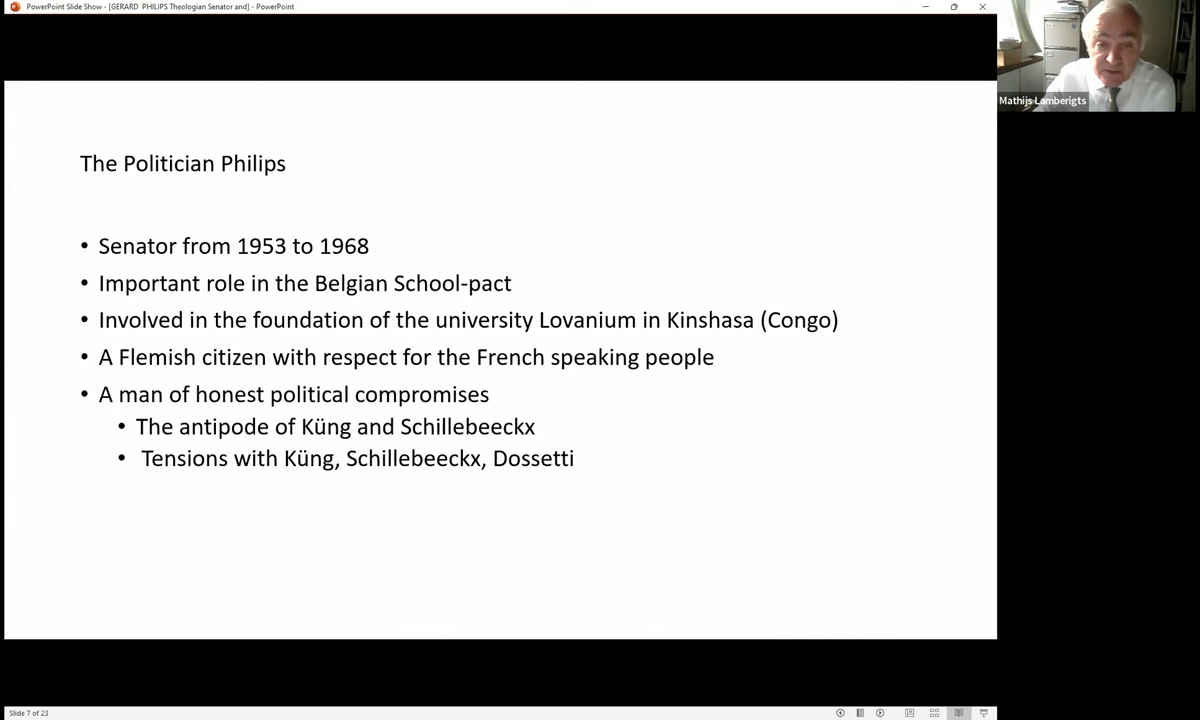 PowerPoint Slide Show - [GERARD  PHILIPS Theologian Senator and] - PowerPoint
Mathijs Lamberigts
The Politician Philips
• Senator from 1953 to 1968
• Important role in the Belgian School-pact
• Involved in the foundation of the university Lovanium in Kinshasa (Congo)
• A Flemish citizen with respect for the French speaking people
• A man of honest political compromises
• The antipode of Küng and Schillebeeckx
• Tensions with Küng, Schillebeeckx, Dossetti
Slide 7 of 23